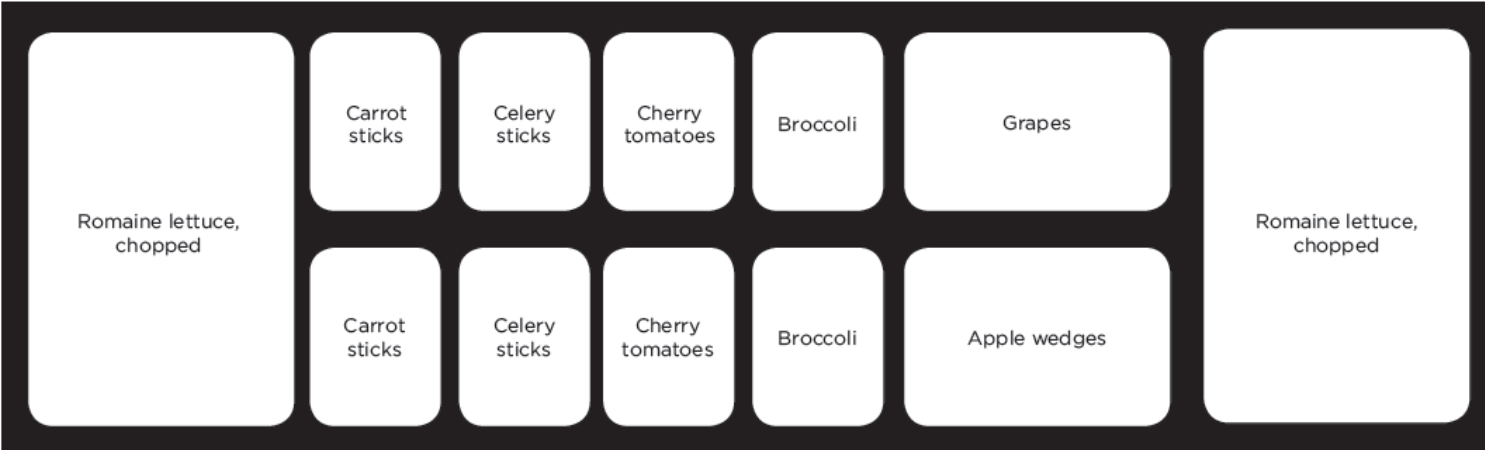 Romaine lettuce,
chopped
Carrot
sticks
Celery
sticks
Cherry
tomatoes
Broccoli
Grapes
Carrot
sticks
Celery
sticks
Cherry
tomatoes
Broccoli
Apple wedges
Romaine lettuce,
chopped